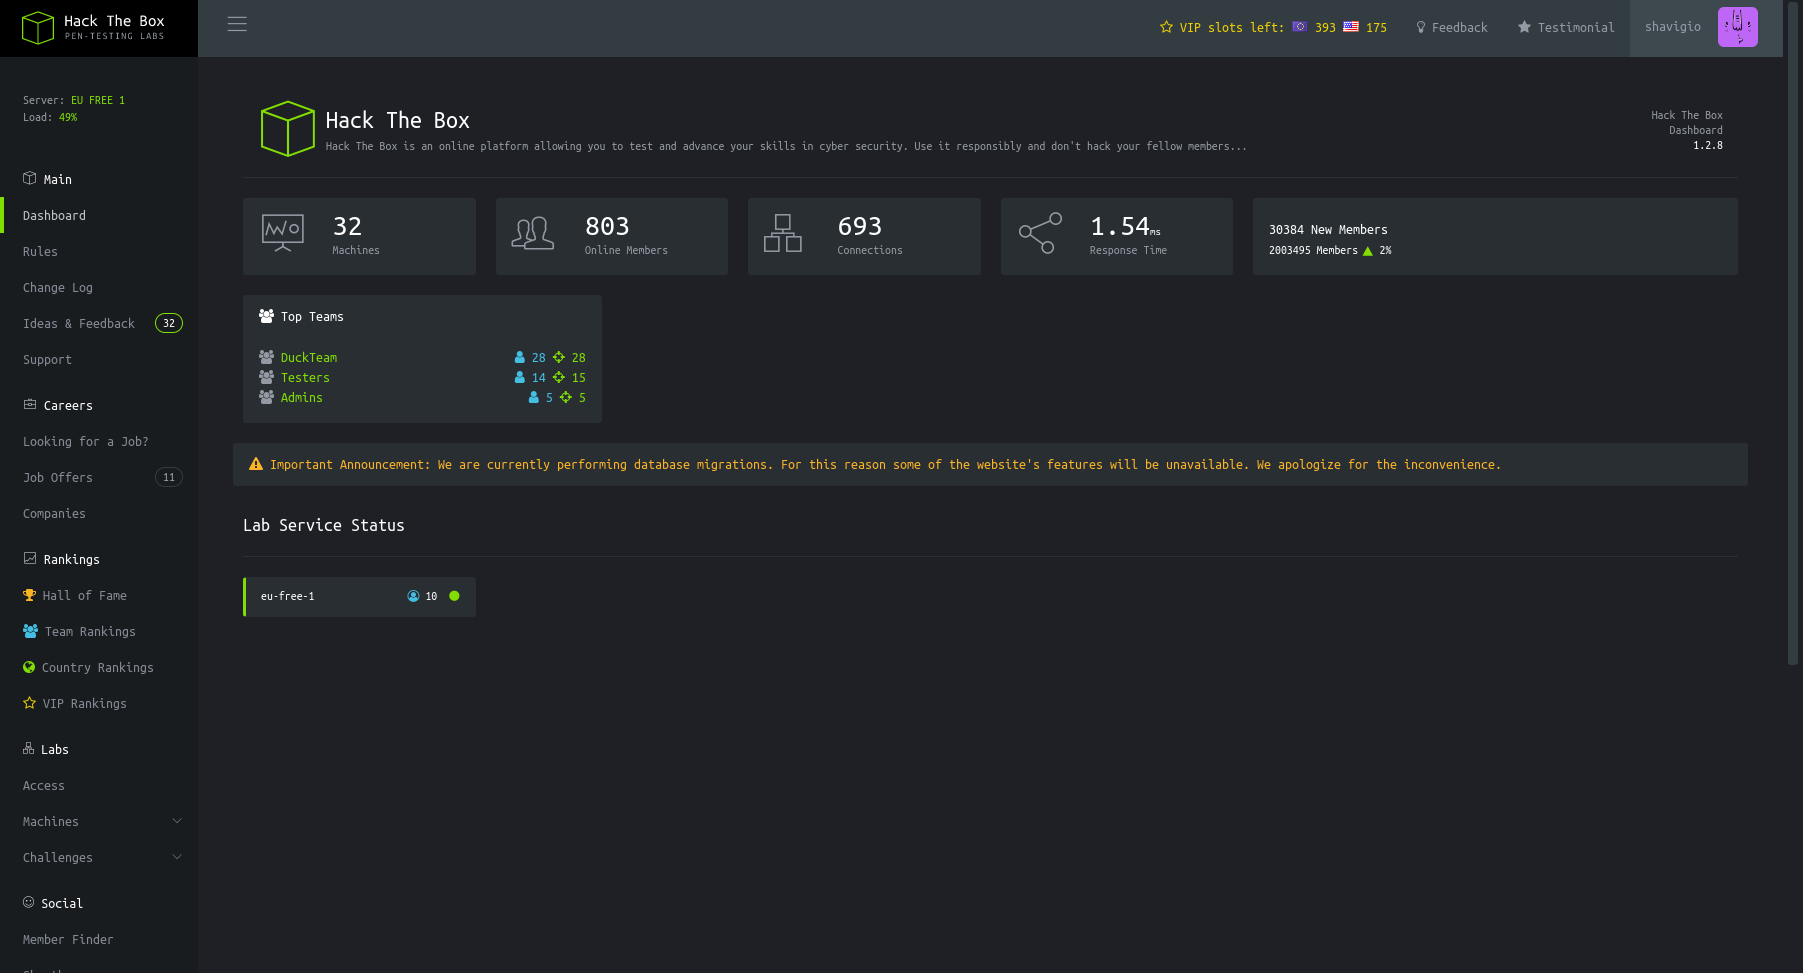 Hack The Box
PEN-TESTING LABS
VIP slots left: 393 175
Feedback
Testimonial
shavigio
Server: EU FREE 1
Load: 49%
Main
Dashboard
Rules
Change Log
Ideas & Feedback 32
Support
Careers
Looking for a Job?
Job Offers 11
Companies
Rankings
Hall of Fame
Team Rankings
Country Rankings
VIP Rankings
Labs
Access
Machines
Challenges
Social
Member Finder
Hack The Box
Hack The Box is an online platform allowing you to test and advance your skills in cyber security. Use it responsibly and don't hack your fellow members...
Hack The Box
Dashboard
1.2.8
32
Machines
803
Online Members
693
Connections
1.54ms
Response Time
30384 New Members
2003495 Members 2%
Top Teams
DuckTeam 28 28
Testers 14 15
Admins 5 5
Important Announcement: We are currently performing database migrations. For this reason some of the website's features will be unavailable. We apologize for the inconvenience.
Lab Service Status
eu-free-1 10